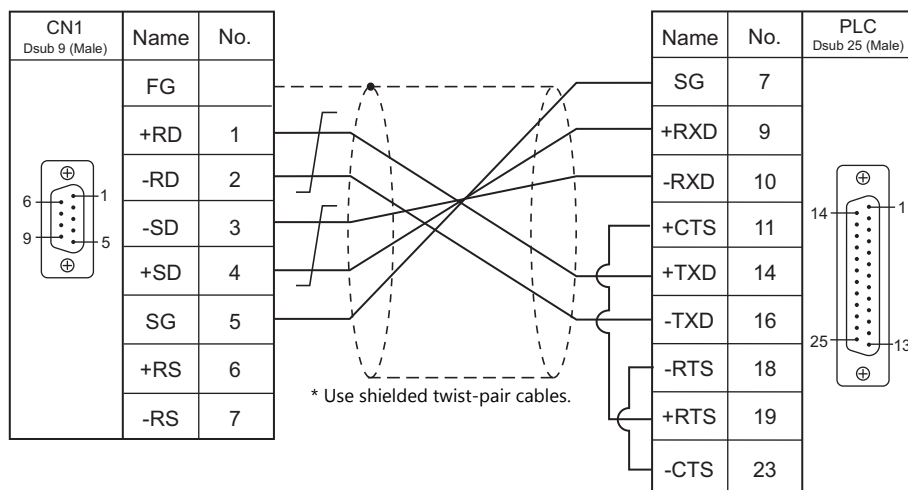 CN1
Dsub 9 (Male)
Name No.
FG
+RD 1
-RD 2
-SD 3
+SD 4
SG 5
+RS 6
-RS 7
6
1
9
5
* Use shielded twist-pair cables.
Name No.
PLC
Dsub 25 (Male)
SG 7
+RXD 9
-RXD 10
+CTS 11
+TXD 14
-TXD 16
-RTS 18
+RTS 19
-CTS 23
14
1
25
13